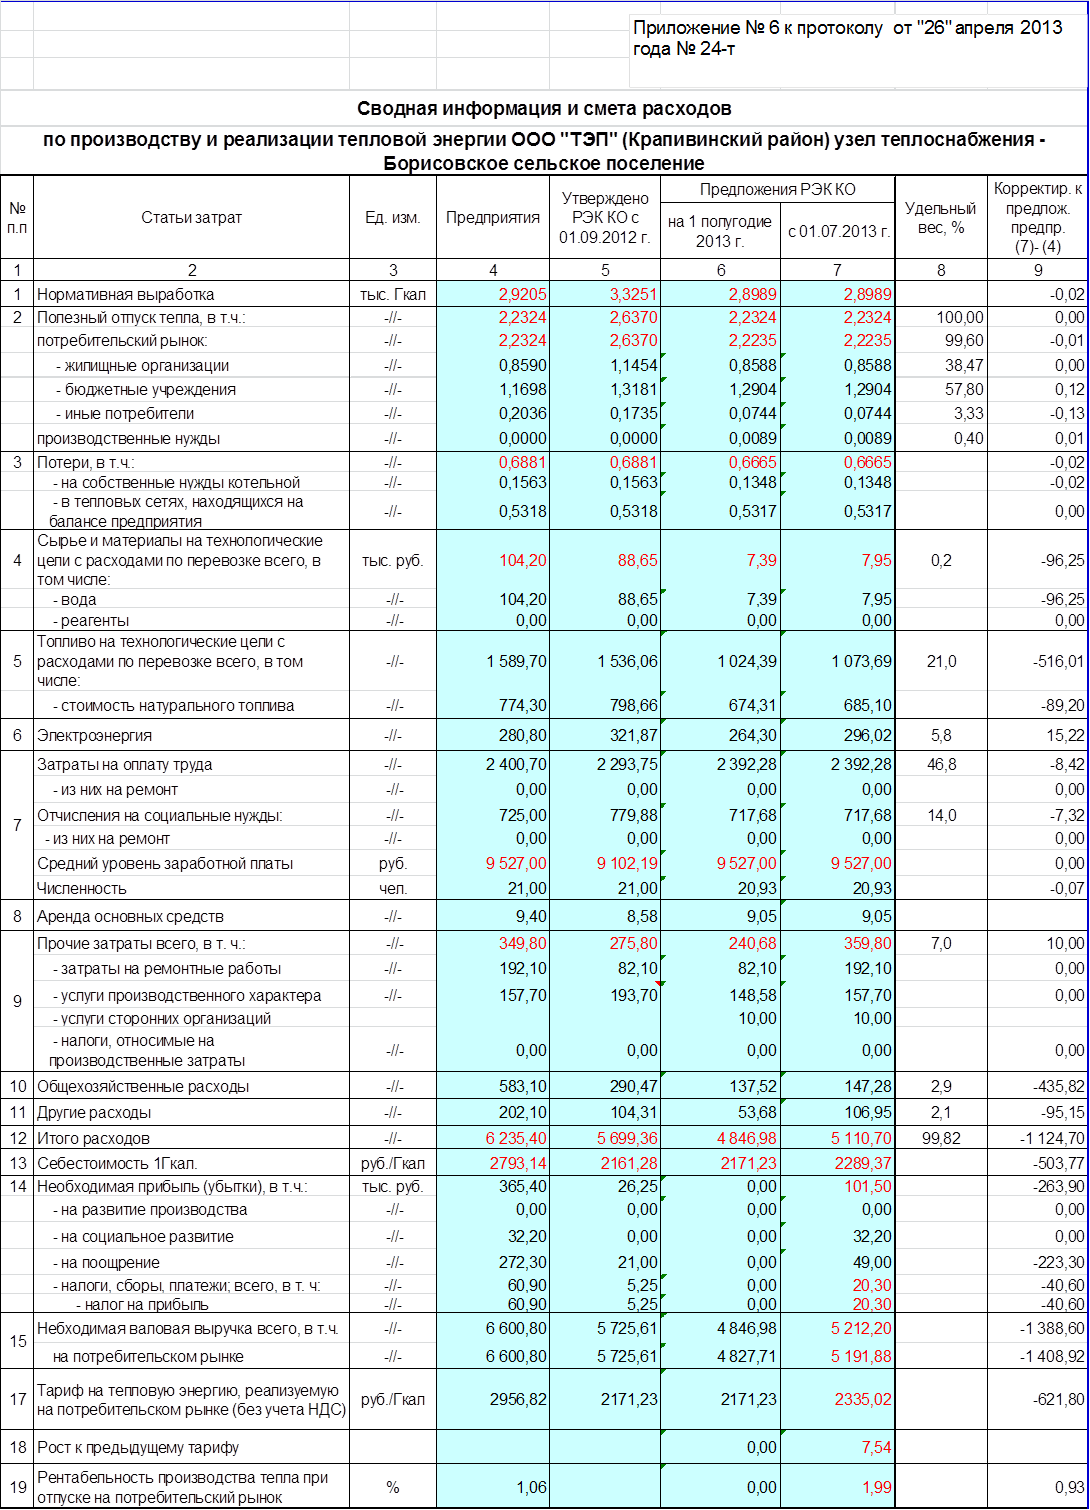 Приложение № 6 к протоколу от "26" апреля 2013
года № 24-т
Сводная информация и смета расходов
по производству и реализации тепловой энергии ООО "ТЭП" (Крапивинский район) узел теплоснабжения -
Борисовское сельское поселение
№ п.п Статьи затрат Ед. изм. Предприятия Утверждено РЭК КО с 01.09.2012 г. Предложения РЭК КО на 1 полугодие 2013 г. с 01.07.2013 г. Удельный вес, % Корректир. к предлож. предпр. (7)- (4)
1 2 3 4 5 6 7 8 9
1 Нормативная выработка тыс. Гкал 2,9205 3,3251 2,8989 2,8989 -0,02
2 Полезный отпуск тепла, в т.ч.: -//- 2,2324 2,6370 2,2324 2,2324 100,00 0,00
потребительский рынок: -//- 2,2324 2,6370 2,2235 2,2235 99,60 -0,01
- жилищные организации -//- 0,8590 1,1454 0,8588 0,8588 38,47 0,00
- бюджетные учреждения -//- 1,1698 1,3181 1,2904 1,2904 57,80 0,12
- иные потребители -//- 0,2036 0,1735 0,0744 0,0744 3,33 -0,13
производственные нужды -//- 0,0000 0,0000 0,0089 0,0089 0,40 0,01
3 Потери, в т.ч.: -//- 0,6881 0,6881 0,6665 0,6665 -0,02
- на собственные нужды котельной -//- 0,1563 0,1563 0,1348 0,1348 -0,02
- в тепловых сетях, находящихся на
балансе предприятия -//- 0,5318 0,5318 0,5317 0,5317 0,00
Сырье и материалы на технологические
4 цели с расходами по перевозке всего, в тыс. руб. 104,20 88,65 7,39 7,95 0,2 -96,25
том числе:
- вода -//- 104,20 88,65 7,39 7,95 -96,25
- реагенты -//- 0,00 0,00 0,00 0,00 0,00
Топливо на технологические цели с
5 расходами по перевозке всего, в том -//- 1 589,70 1 536,06 1 024,39 1 073,69 21,0 -516,01
числе:
- стоимость натурального топлива -//- 774,30 798,66 674,31 685,10 -89,20
6 Электроэнергия -//- 280,80 321,87 264,30 296,02 5,8 15,22
7 Затраты на оплату труда -//- 2 400,70 2 293,75 2 392,28 2 392,28 46,8 -8,42
- из них на ремонт -//- 0,00 0,00 0,00 0,00 0,00
Отчисления на социальные нужды: -//- 725,00 779,88 717,68 717,68 14,0 -7,32
- из них на ремонт -//- 0,00 0,00 0,00 0,00 0,00
Средний уровень заработной платы руб. 9 527,00 9 102,19 9 527,00 9 527,00 0,00
Численность чел. 21,00 21,00 20,93 20,93 -0,07
8 Аренда основных средств -//- 9,40 8,58 9,05 9,05
9 Прочие затраты всего, в т. ч.: -//- 349,80 275,80 240,68 359,80 7,0 10,00
- затраты на ремонтные работы -//- 192,10 82,10 82,10 192,10 0,00
- услуги производственного характера -//- 157,70 193,70 148,58 157,70 0,00
- услуги сторонних организаций 10,00 10,00
- налоги, относимые на
производственные затраты -//- 0,00 0,00 0,00 0,00 0,00
10 Общехозяйственные расходы -//- 583,10 290,47 137,52 147,28 2,9 -435,82
11 Другие расходы -//- 202,10 104,31 53,68 106,95 2,1 -95,15
12 Итого расходов -//- 6 235,40 5 699,36 4 846,98 5 110,70 99,82 -1 124,70
13 Себестоимость 1Гкал. руб./Гкал 2793,14 2161,28 2171,23 2289,37 -503,77
14 Необходимая прибыль (убытки), в т.ч.: тыс. руб. 365,40 26,25 0,00 101,50 -263,90
- на развитие производства -//- 0,00 0,00 0,00 0,00 0,00
- на социальное развитие -//- 32,20 0,00 0,00 32,20 0,00
- на поощрение -//- 272,30 21,00 0,00 49,00 -223,30
- налоги, сборы, платежи; всего, в т. ч: -//- 60,90 5,25 0,00 20,30 -40,60
- налог на прибыль -//- 60,90 5,25 0,00 20,30 -40,60
15 Небходимая валовая выручка всего, в т.ч. -//- 6 600,80 5 725,61 4 846,98 5 212,20 -1 388,60
на потребительском рынке -//- 6 600,80 5 725,61 4 827,71 5 191,88 -1 408,92
17 Тариф на тепловую энергию, реализуемую
на потребительском рынке (без учета НДС) руб./Гкал 2956,82 2171,23 2171,23 2335,02 -621,80
18 Рост к предыдущему тарифу 0,00 7,54
19 Рентабельность производства тепла при
отпуске на потребительский рынок % 1,06 0,00 1,99 0,93